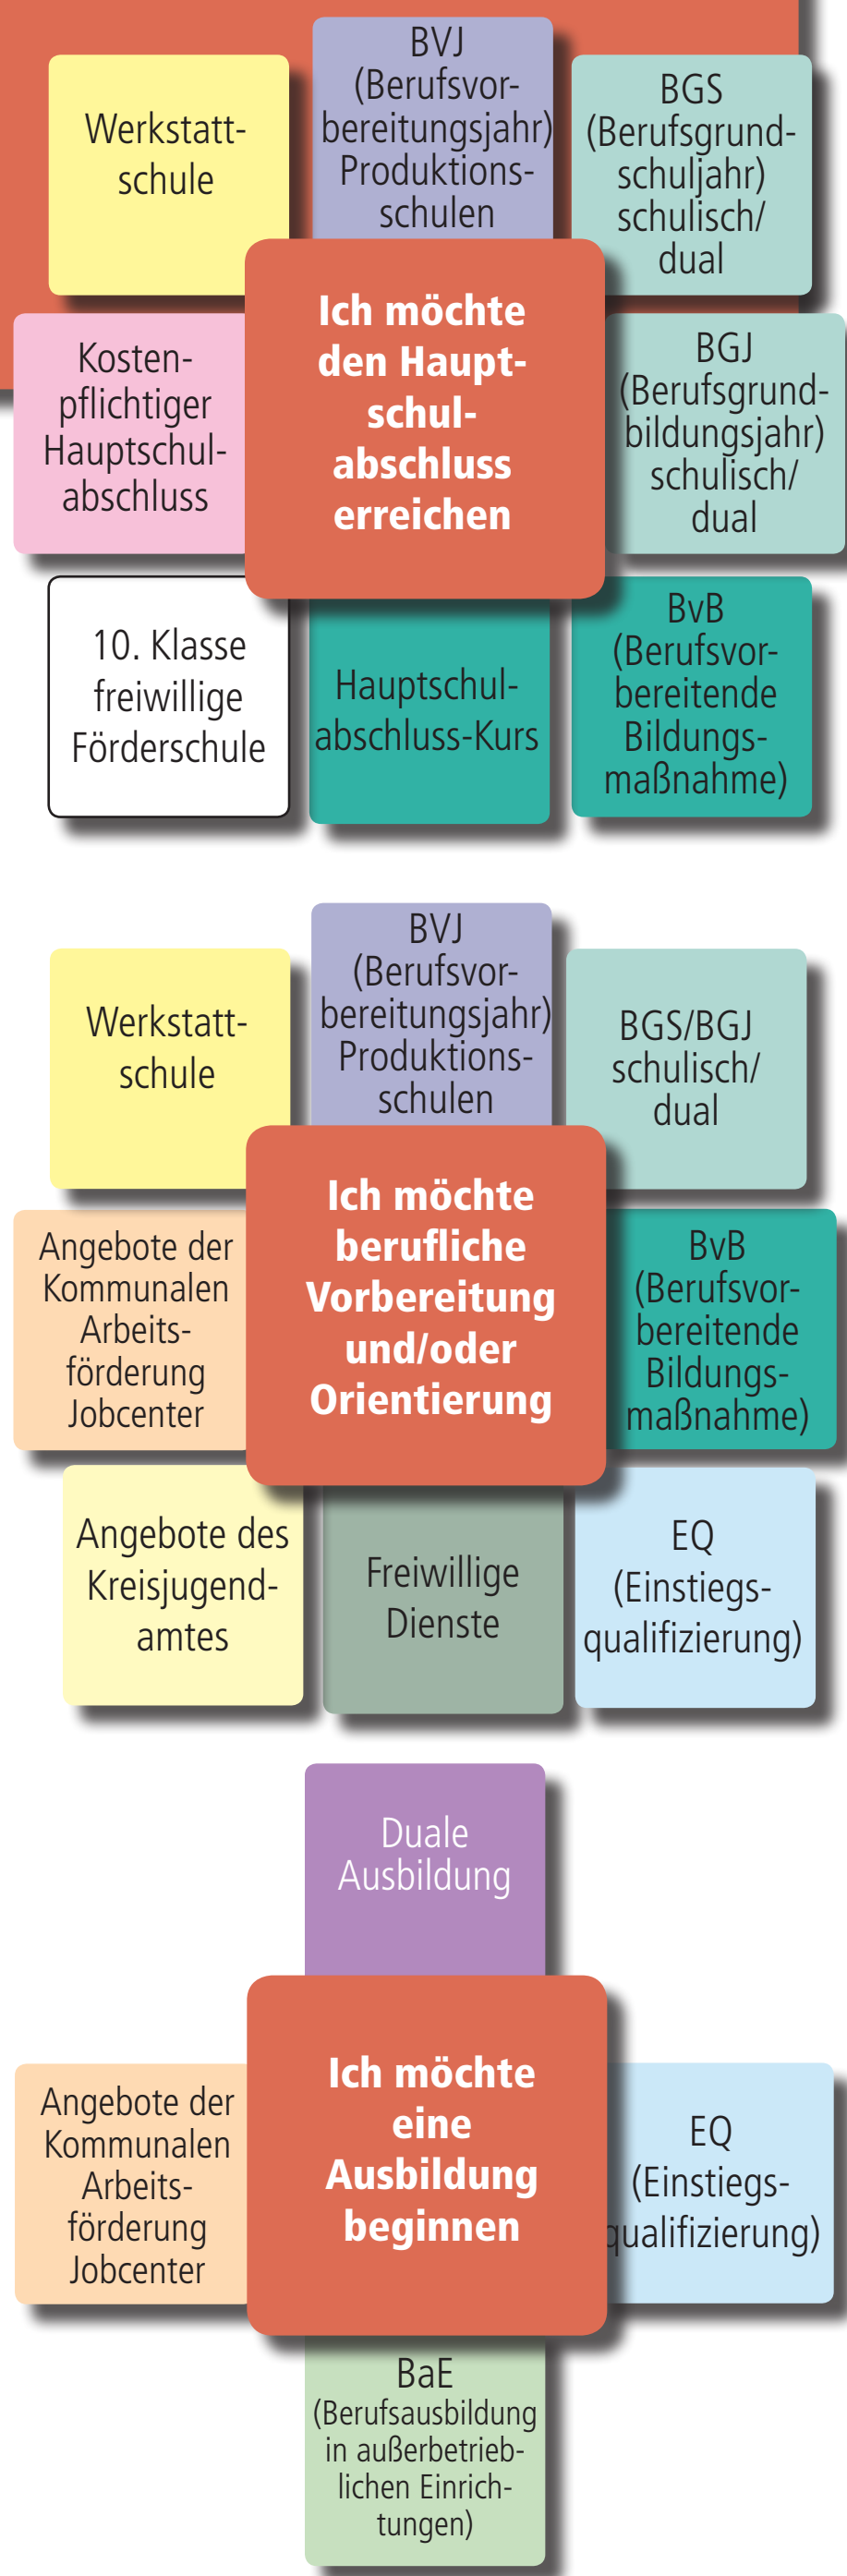 Werkstatt-
schule
BVJ
(Berufsvor-
bereitungsjahr)
Produktions-
schulen
BGS
(Berufsgrund-
schuljahr)
schulisch/
dual
Kosten-
pflichtiger
Hauptschul-
abschluss
Ich möchte
den Haupt-
schul-
abschluss
erreichen
BGJ
(Berufsgrund-
bildungsjahr)
schulisch/
dual
10. Klasse
freiwillige
Förderschule
Hauptschul-
abschluss-Kurs
BvB
(Berufsvor-
bereitende
Bildungs-
maßnahme)
Werkstatt-
schule
BVJ
(Berufsvor-
bereitungsjahr)
Produktions-
schulen
BGS/BGJ
schulisch/
dual
Angebote der
Kommunalen
Arbeits-
förderung
Jobcenter
Ich möchte
berufliche
Vorbereitung
und/oder
Orientierung
BvB
(Berufsvor-
bereitende
Bildungs-
maßnahme)
Angebote des
Kreisjugend-
amtes
Freiwillige
Dienste
EQ
(Einstiegs-
qualifizierung)
Duale
Ausbildung
Angebote der
Kommunalen
Arbeits-
förderung
Jobcenter
Ich möchte
eine
Ausbildung
beginnen
EQ
(Einstiegs-
qualifizierung)
BaE
(Berufsausbildung
in außerbetrieb-
lichen Einrich-
tungen)